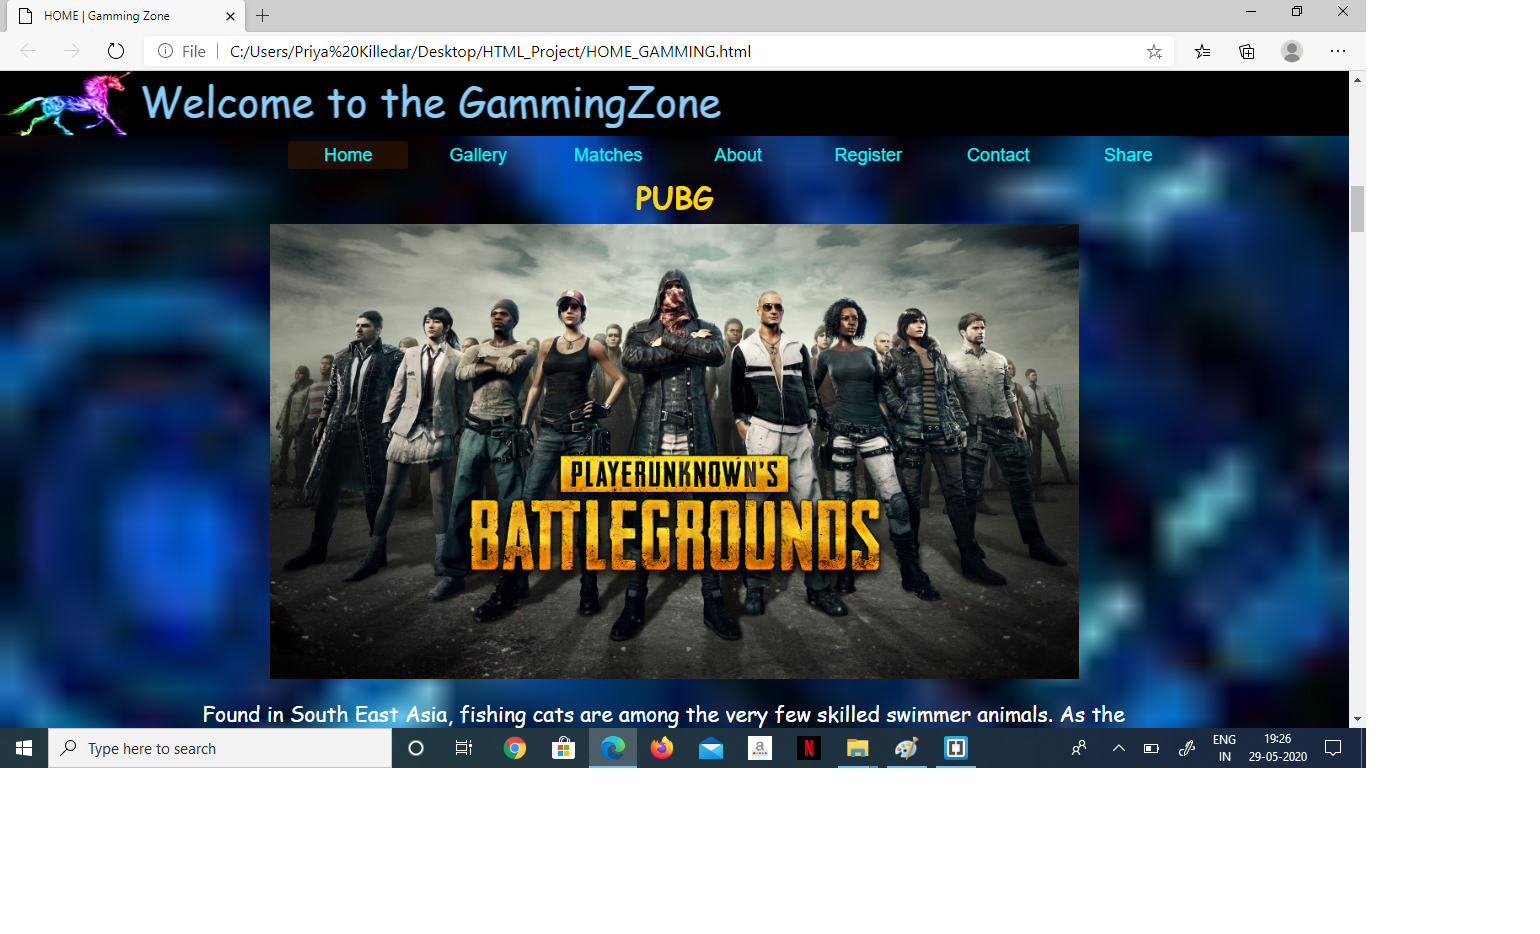 HOME | Gamming Zone
File
C:/Users/Priya%20Killedar/Desktop/HTML_Project/HOME_GAMMING.html
Welcome to the GammingZone
Home Gallery Matches About Register Contact Share
PUBG
PLAYERUNKNOWN'S
BATTLEGROUNDS
Found in South East Asia, fishing cats are among the very few skilled swimmer animals. As the
Type here to search
ENG
IN
19:26
29-05-2020